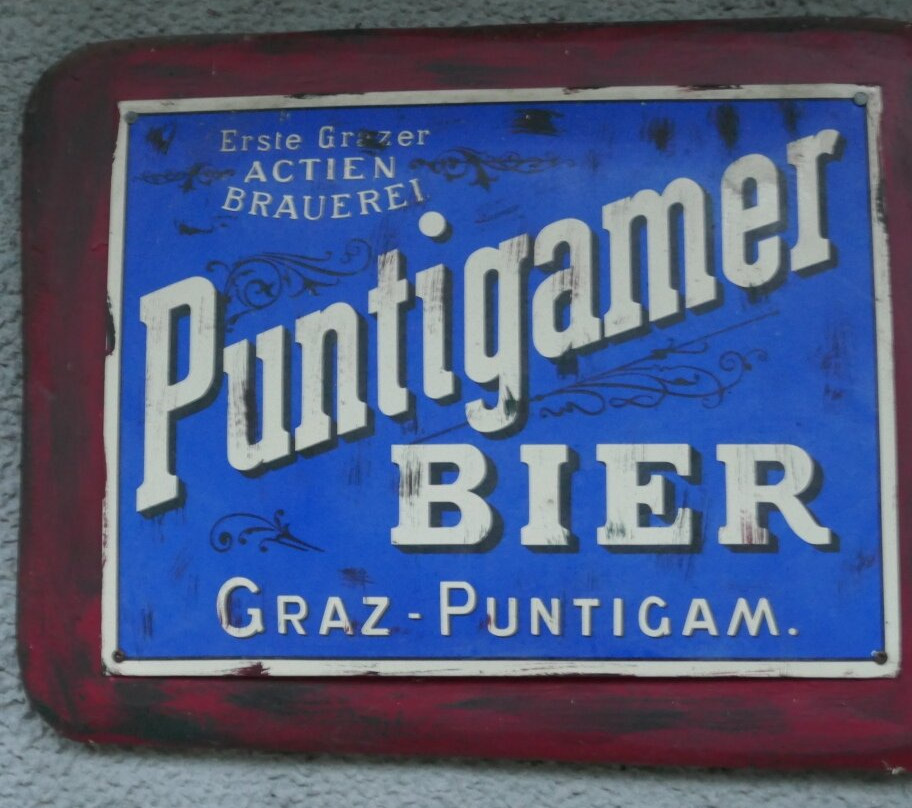 Erste Grazer
ACTIEN
BRAUEREI
Puntigamer
BIER
GRAZ-PUNTIGAM.